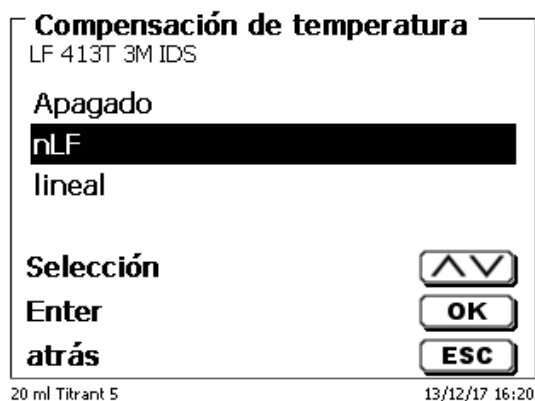 Compensación de temperatura
LF 413T 3M IDS
Apagado
nLF
lineal
Selección
Enter OK
atrás ESC
20 ml Titrant 5 13/12/17 16:20